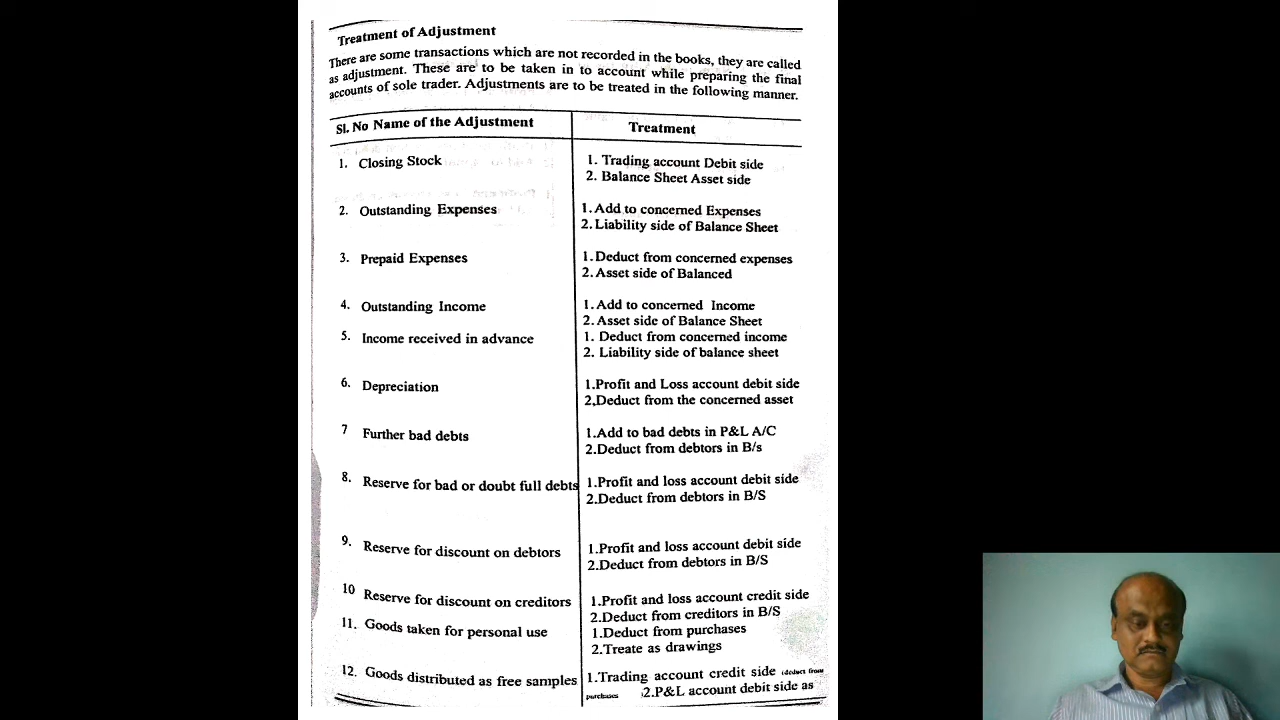 Treatment of Adjustment
There are some transactions which are not recorded in the books, they are called
as adjustment. These are to be taken in to account while preparing the final
accounts of sole trader. Adjustments are to be treated in the following manner.
Sl. No Name of the Adjustment Treatment
1. Closing Stock 1. Trading account Debit side
2. Balance Sheet Asset side
2. Outstanding Expenses 1. Add to concerned Expenses
2. Liability side of Balance Sheet
3. Prepaid Expenses 1. Deduct from concerned expenses
2. Asset side of Balanced
4. Outstanding Income 1. Add to concerned Income
2. Asset side of Balance Sheet
5. Income received in advance 1. Deduct from concerned income
2. Liability side of balance sheet
6. Depreciation 1.Profit and Loss account debit side
2,Deduct from the concerned asset
7 Further bad debts 1.Add to bad debts in P&L A/C
2.Deduct from debtors in B/s
8. Reserve for bad or doubt full debts 1.Profit and loss account debit side
2.Deduct from debtors in B/S
9. Reserve for discount on debtors 1.Profit and loss account debit side
2.Deduct from debtors in B/S
10 Reserve for discount on creditors 1.Profit and loss account credit side
2.Deduct from creditors in B/S
11. Goods taken for personal use 1.Deduct from purchases
2.Treate as drawings
12. Goods distributed as free samples 1.Trading account credit side (deduct from
purchases 2.P&L account debit side as